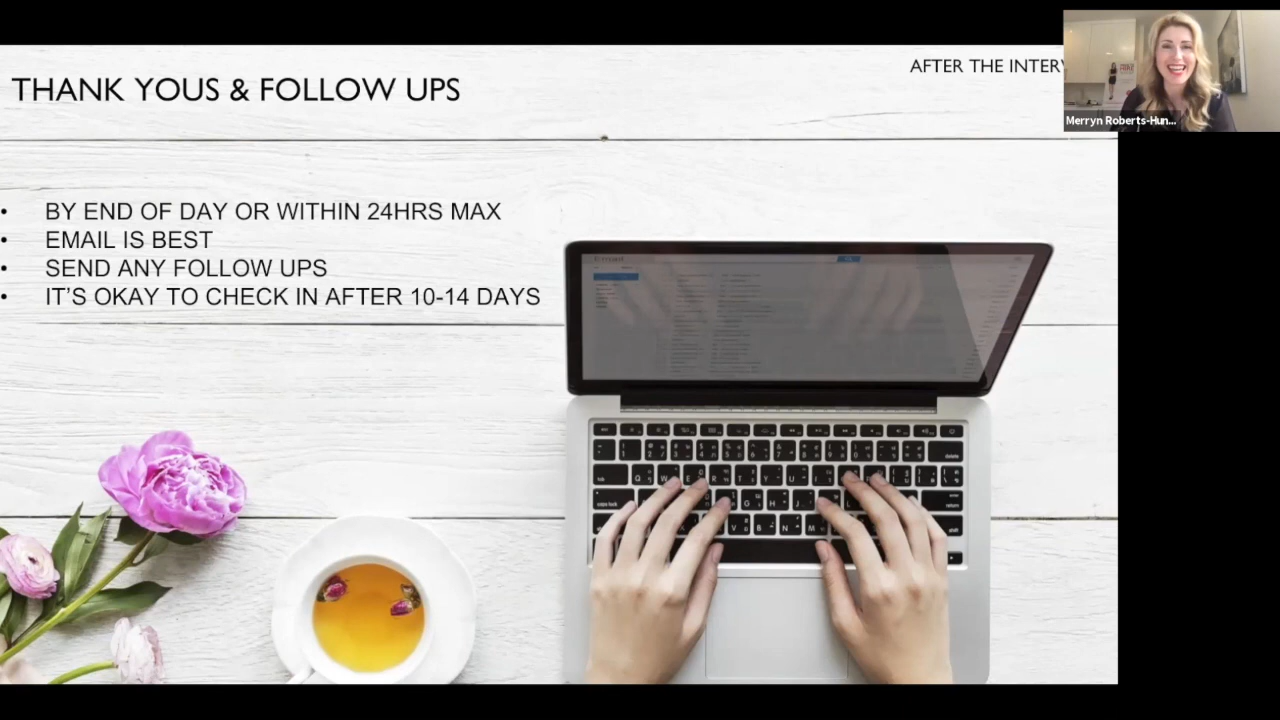 AFTER THE INTERV
THANK YOUS & FOLLOW UPS
Merryn Roberts-Hun...
• BY END OF DAY OR WITHIN 24HRS MAX
• EMAIL IS BEST
• SEND ANY FOLLOW UPS
• IT'S OKAY TO CHECK IN AFTER 10-14 DAYS